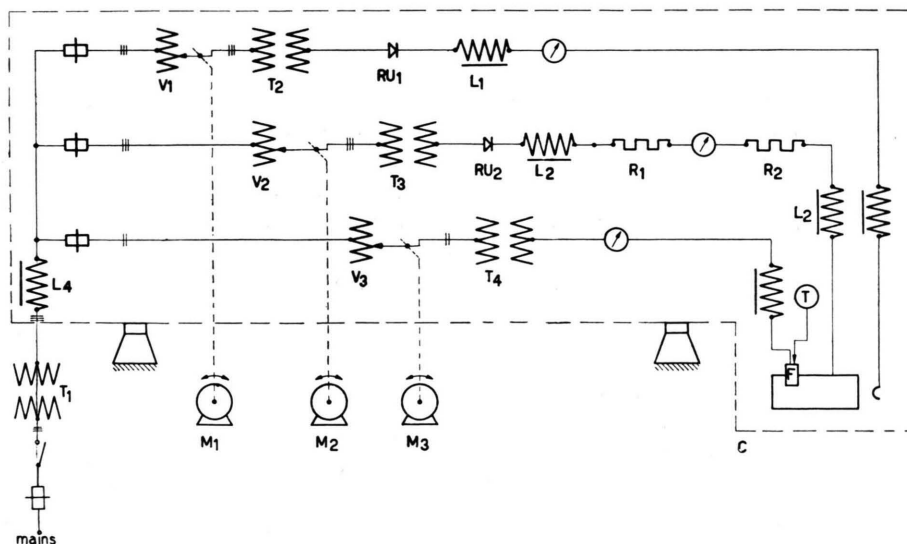 V1 T2 RU1 L1
V2 T3 RU2 L2 R1 R2
L2
V3 T4
L4
T
F
T1
M1 M2 M3
C
mains